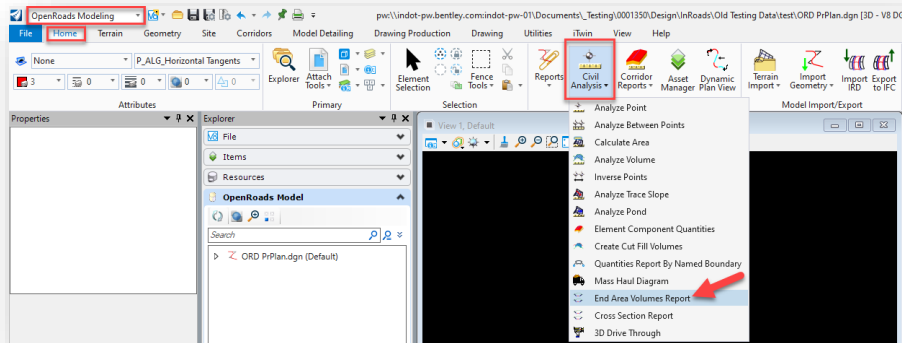 OpenRoads Modeling
pw:\\indot-pw.bentley.com:indot-pw-01\Documents\_Testing\0001350\Design\InRoads\Old Testing Data\test\ORD PrPlan.dgn [3D - V8 DG
File Home Terrain Geometry Site Corridors Model Detailing Drawing Production Drawing Utilities iTwin View Help
None P_ALG_Horizontal Tangents
3 0 0 0 0
Explorer Attach Tools Element Selection Fence Tools Reports Civil Analysis Corridor Reports Asset Manager Dynamic Plan View Terrain Import Import Geometry Import IRD Export to IFC
Attributes Primary Selection Model Import/Export
Properties Explorer
View 1, Default
File
Items
Resources
OpenRoads Model
Search
ORD PrPlan.dgn (Default)
Analyze Point
Analyze Between Points
Calculate Area
Analyze Volume
Inverse Points
Analyze Trace Slope
Analyze Pond
Element Component Quantities
Create Cut Fill Volumes
Quantities Report By Named Boundary
Mass Haul Diagram
End Area Volumes Report
Cross Section Report
3D Drive Through